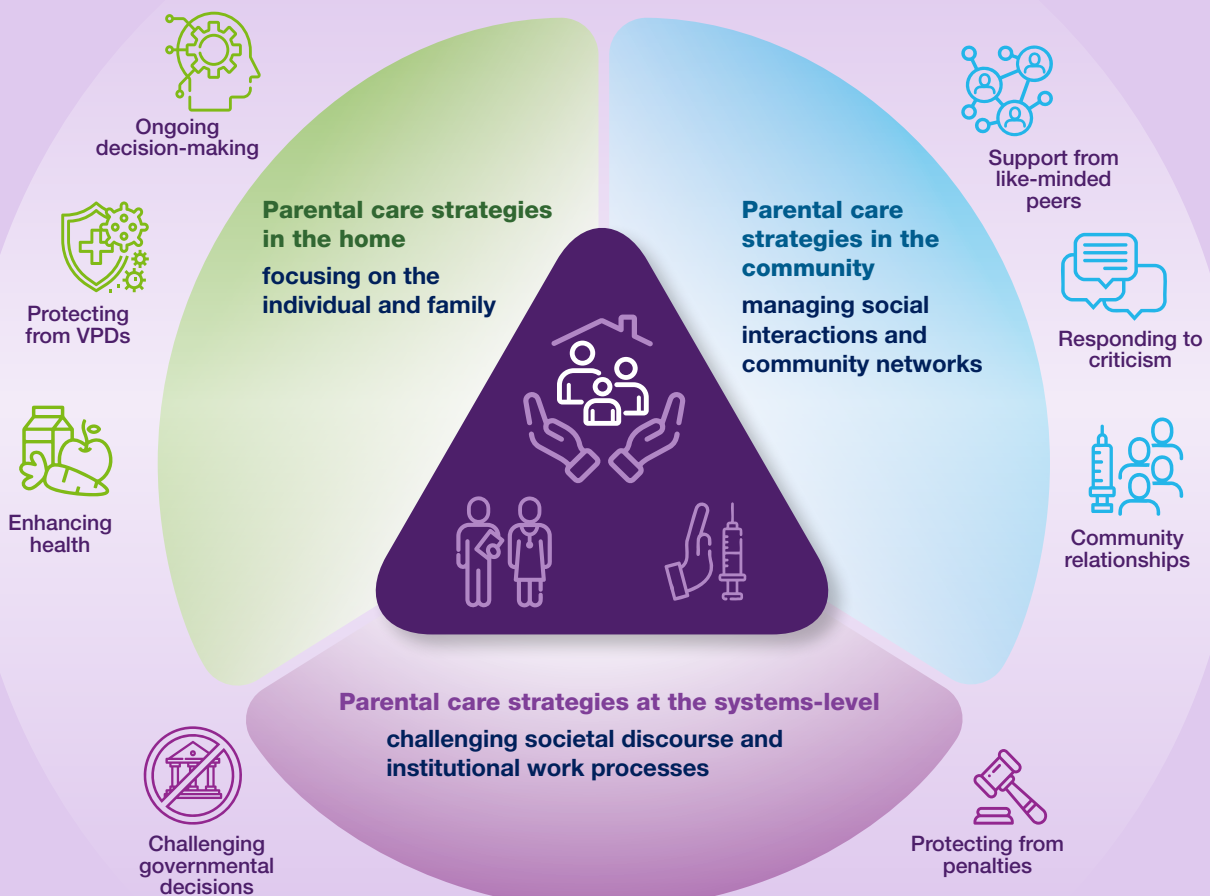 Ongoing
decision-making
Protecting
from VPDs
Enhancing
health
Parental care strategies
in the home
focusing on the
individual and family
Parental care
strategies in the
community
managing social
interactions and
community networks
Support from
like-minded
peers
Responding to
criticism
Community
relationships
Parental care strategies at the systems-level
challenging societal discourse and
institutional work processes
Challenging
governmental
decisions
Protecting from
penalties